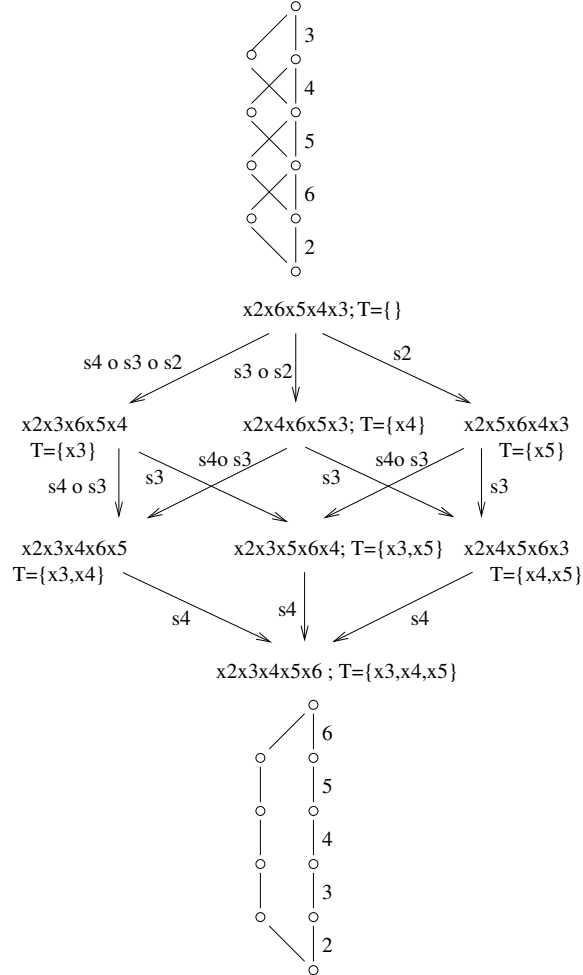 3
4
5
6
2
x2x6x5x4x3; T={}
s4 o s3 o s2
s3 o s2
s2
x2x3x6x5x4
T={x3}
x2x4x6x5x3; T={x4}
x2x5x6x4x3
T={x5}
s4 o s3
s3
s4o s3
s3
s4o s3
s3
x2x3x4x6x5
T={x3,x4}
x2x3x5x6x4; T={x3,x5}
x2x4x5x6x3
T={x4,x5}
s4
s4
s4
x2x3x4x5x6 ; T={x3,x4,x5}
6
5
4
3
2